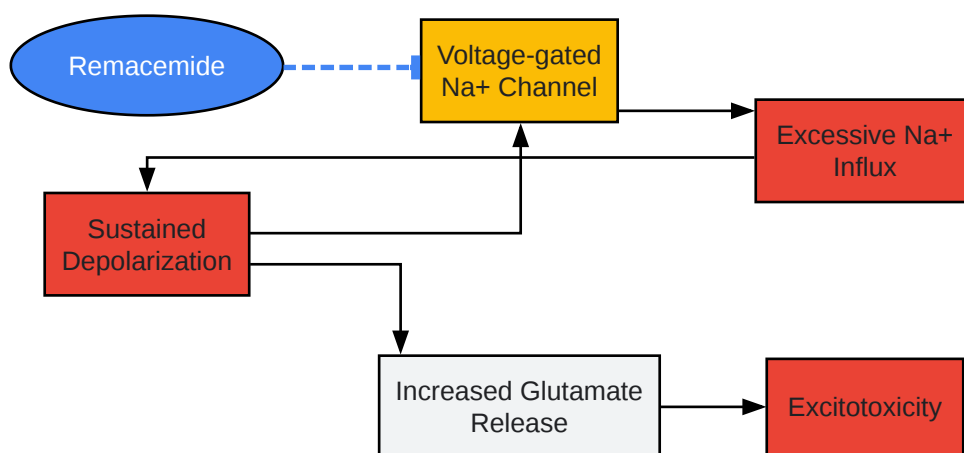 Remacemide
Voltage-gated
Na+ Channel
Excessive Na+
Influx
Sustained
Depolarization
Increased Glutamate
Release
Excitotoxicity